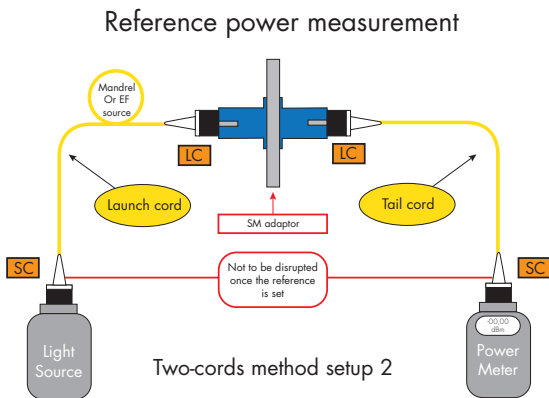 Reference power measurement
Mandrel
Or EF
source
LC
LC
Launch cord
Tail cord
SM adaptor
SC
Not to be disrupted
once the reference
is set
SC
-00,00
dBm
Light
Source
Two-cords method setup 2
Power
Meter